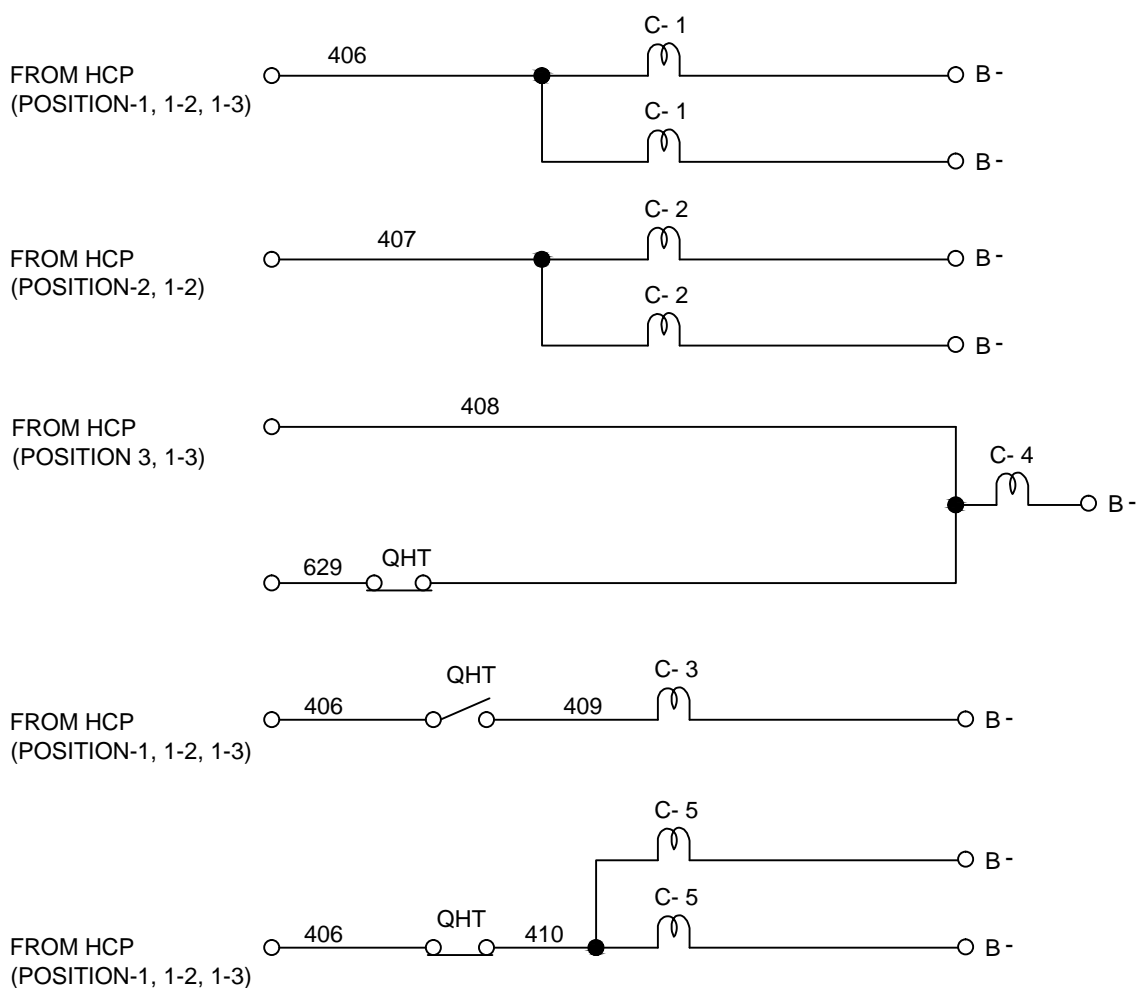 C- 1
406
FROM HCP
(POSITION-1, 1-2, 1-3)
B -
C- 1
B -
C- 2
407
FROM HCP
(POSITION-2, 1-2)
B -
C- 2
B -
408
FROM HCP
(POSITION 3, 1-3)
C- 4
B -
629
QHT
QHT
C- 3
406
409
FROM HCP
(POSITION-1, 1-2, 1-3)
B -
C- 5
B -
C- 5
QHT
406
410
FROM HCP
(POSITION-1, 1-2, 1-3)
B -